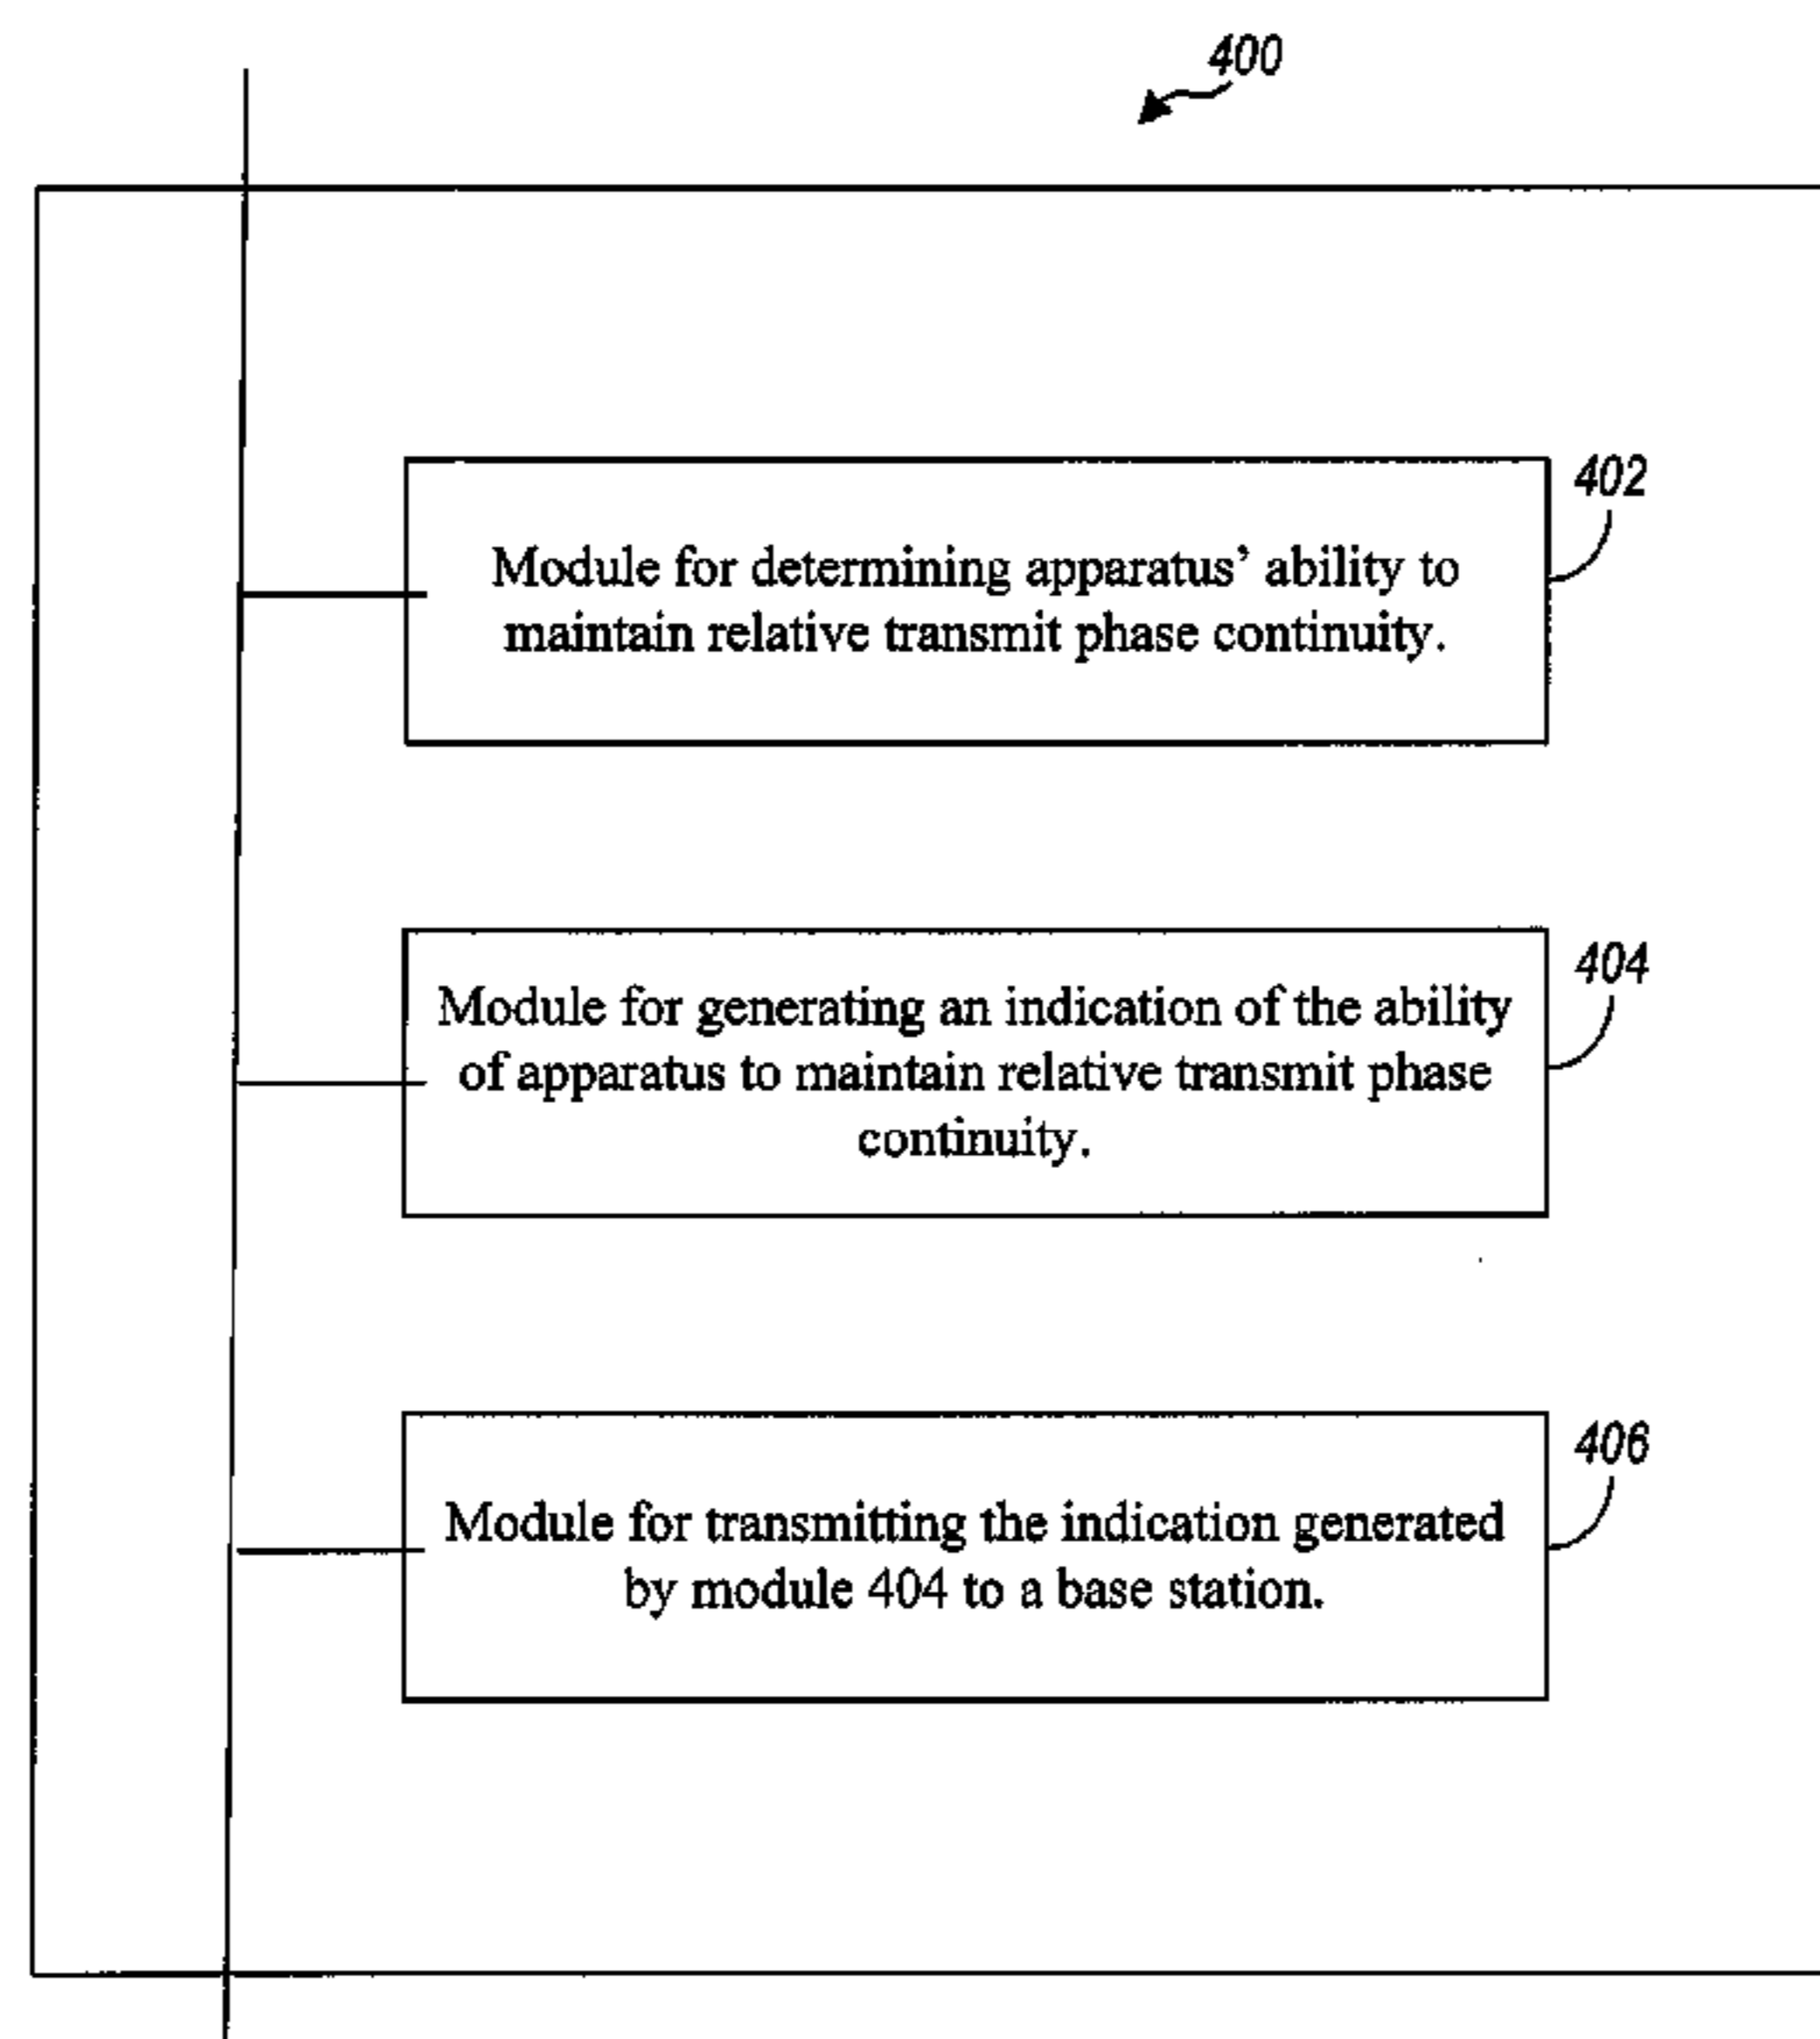 400
402
Module for determining apparatus’ ability to
maintain relative transmit phase continuity.
404
Module for generating an indication of the ability
of apparatus to maintain relative transmit phase
continuity.
406
Module for transmitting the indication generated
by module 404 to a base station.